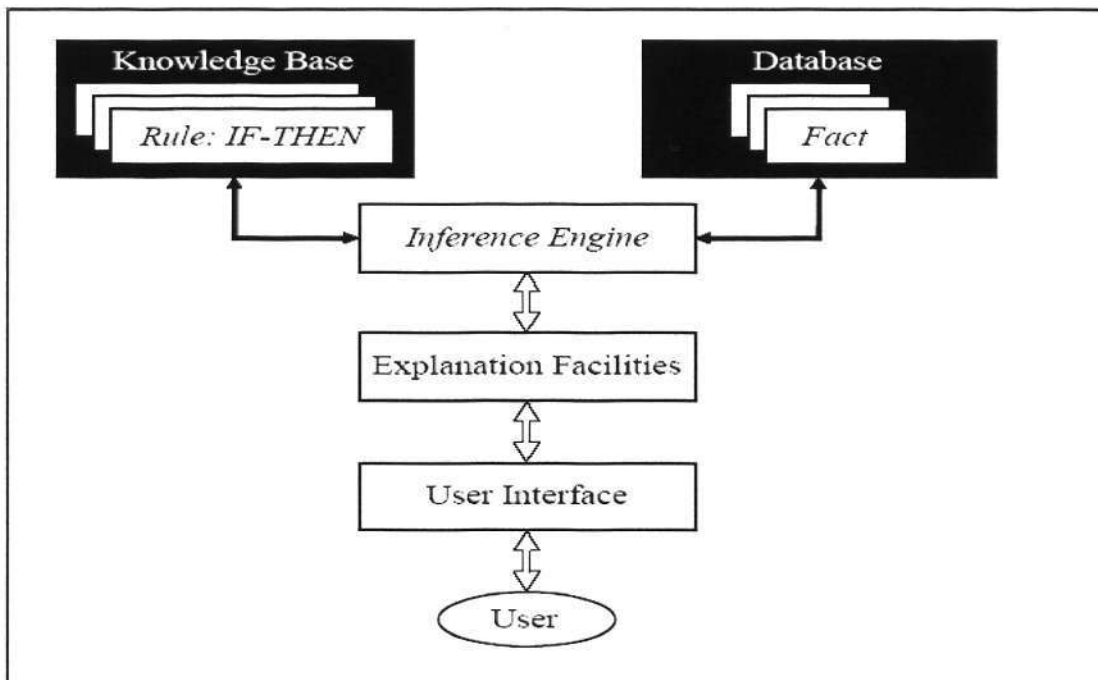 Knowledge Base
Database
Rule: IF-THEN
Fact
Inference Engine
Explanation Facilities
User Interface
User